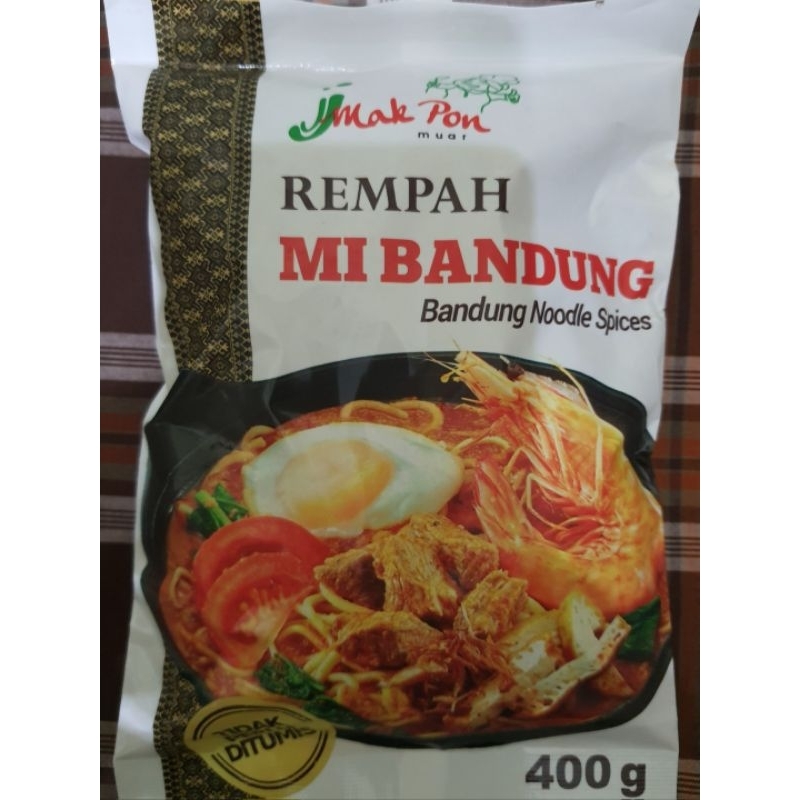 Mak Pon
muar
REMPAH
MI BANDUNG
Bandung Noodle Spices
TIDAK
DITUMIS
400 g